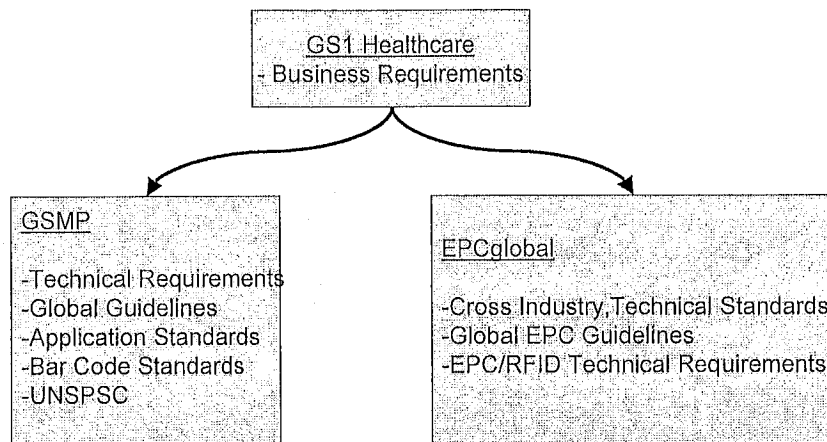 GS1 Healthcare
- Business Requirements
GSMP
-Technical Requirements
-Global Guidelines
-Application Standards
-Bar Code Standards
-UNSPSC
EPCglobal
-Cross Industry,Technical Standards
-Global EPC Guidelines
-EPC/RFID Technical Requirements